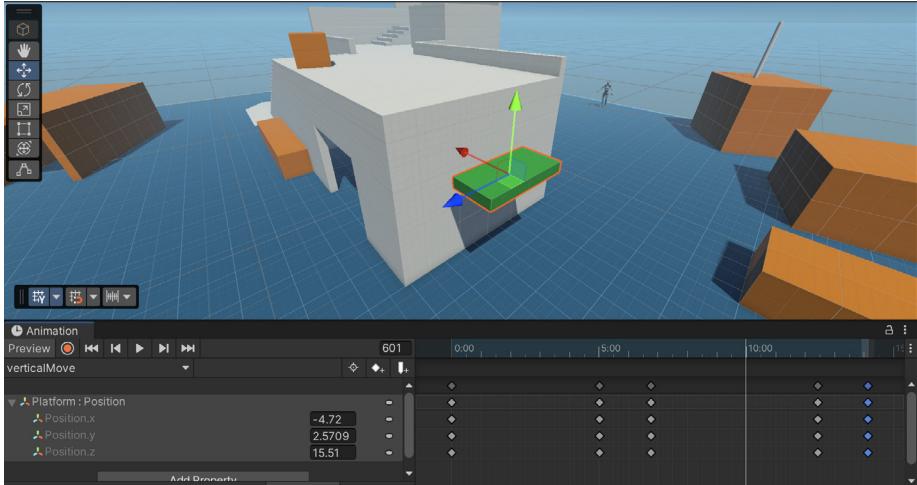 Animation
Preview 601 0:00 5:00 10:00
verticalMove
Platform : Position
Position.x -4.72
Position.y 2.5709
Position.z 15.51
Add Property